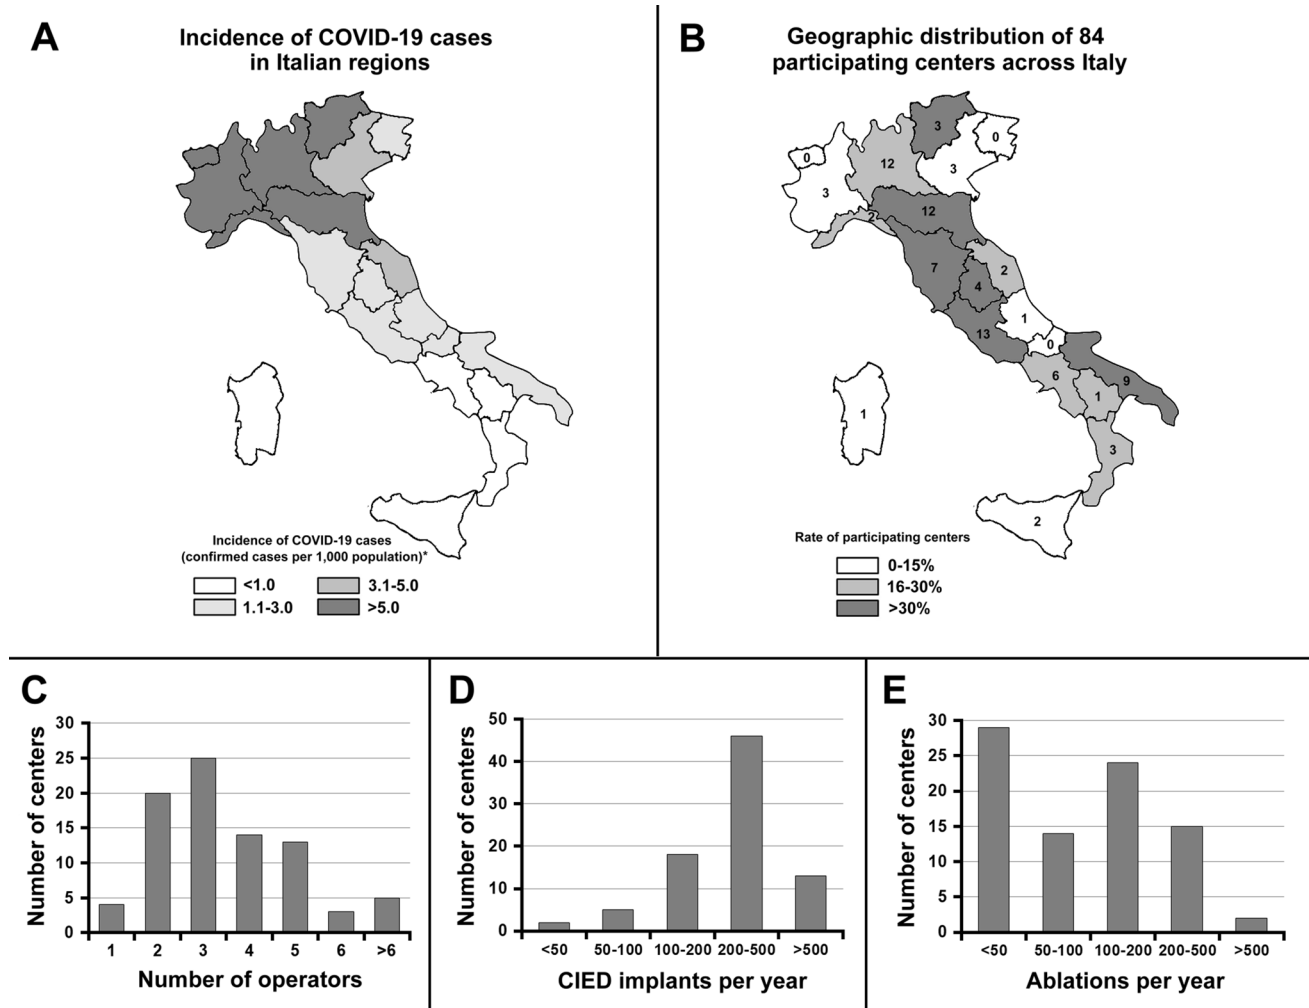 A
Incidence of COVID-19 cases
in Italian regions
Incidence of COVID-19 cases
(confirmed cases per 1,000 population)*
<1.0
3.1-5.0
1.1-3.0
>5.0
B
Geographic distribution of 84
participating centers across Italy
3
0
0
12
3
3
12
2
7
2
4
1
13
0
6
9
1
1
3
2
Rate of participating centers
0-15%
16-30%
>30%
C
Number of centers
30
25
20
15
10
5
0
1 2 3 4 5 6 >6
Number of operators
D
Number of centers
50
40
30
20
10
0
<50 50-100 100-200 200-500 >500
CIED implants per year
E
Number of centers
30
25
20
15
10
5
0
<50 50-100 100-200 200-500 >500
Ablations per year